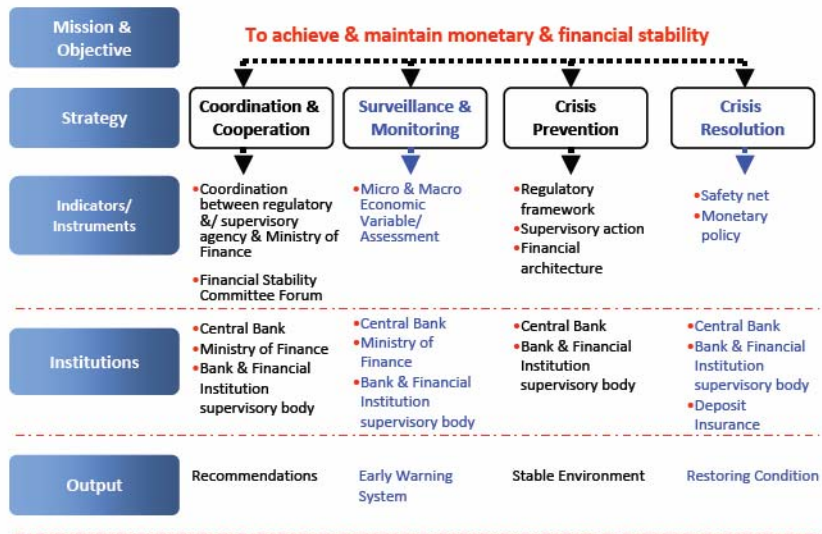 Mission &
Objective
To achieve & maintain monetary & financial stability
Strategy
Coordination &
Cooperation
Surveillance &
Monitoring
Crisis
Prevention
Crisis
Resolution
Indicators/
Instruments
•Coordination
between regulatory
&/ supervisory
agency & Ministry of
Finance
•Financial Stability
Committee Forum
•Micro & Macro
Economic
Variable/
Assessment
•Regulatory
framework
•Supervisory action
•Financial
architecture
•Safety net
•Monetary
policy
Institutions
•Central Bank
•Ministry of Finance
•Bank & Financial
Institution
supervisory body
•Central Bank
•Ministry of
Finance
•Bank & Financial
Institution
supervisory body
•Central Bank
•Bank & Financial
Institution
supervisory body
•Central Bank
•Bank & Financial
Institution
supervisory body
•Deposit
Insurance
Output
Recommendations
Early Warning
System
Stable Environment
Restoring Condition